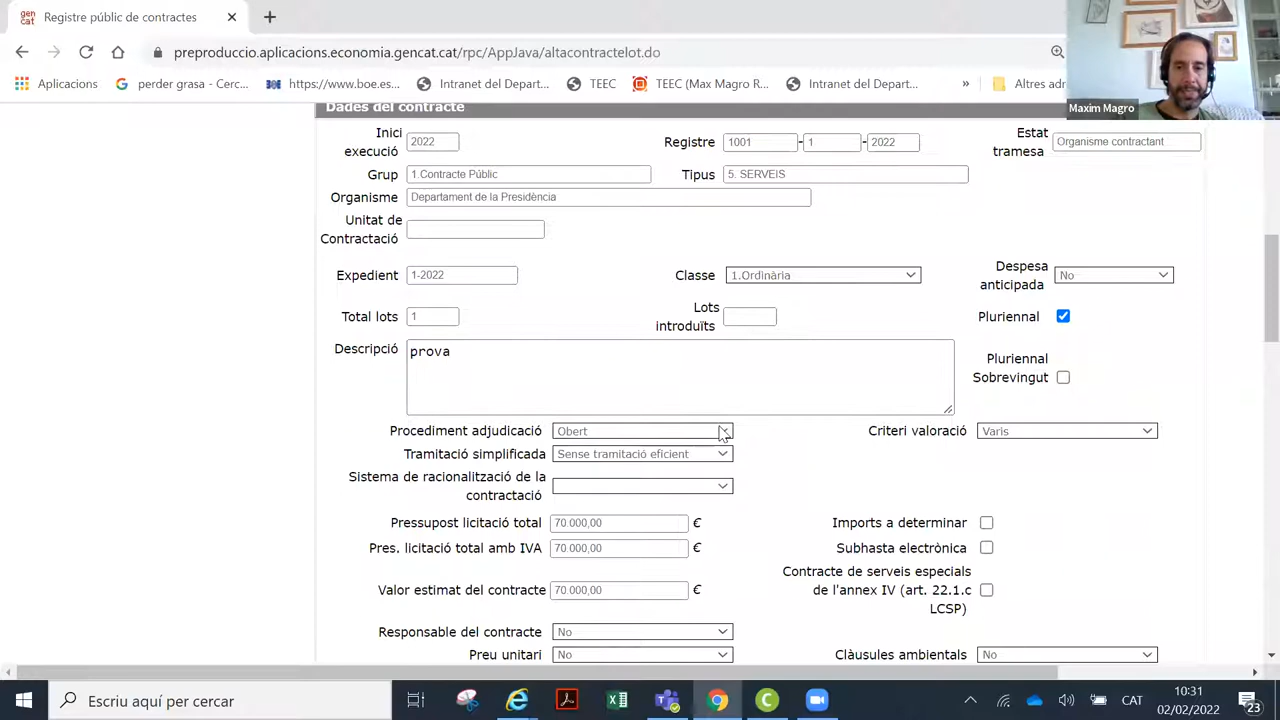 gen
cat
Registre públic de contractes
preproduccio.aplicacions.economia.gencat.cat/rpc/AppJava/altacontractelot.do
Aplicacions
perder grasa - Cerc...
https://www.boe.es...
Intranet del Depart...
TEEC
TEEC (Max Magro R...
Intranet del Depart...
»
Altres adr
Maxim Magro
Dades del contracte
Inici execució 2022
Registre 1001 - 1 - 2022
Estat tramesa Organisme contractant
Grup 1.Contracte Públic
Tipus 5. SERVEIS
Organisme Departament de la Presidència
Unitat de Contractació
Expedient 1-2022
Classe 1.Ordinària
Despesa anticipada No
Total lots 1
Lots introduïts
Pluriennal
Descripció prova
Pluriennal Sobrevingut
Procediment adjudicació Obert
Criteri valoració Varis
Tramitació simplificada Sense tramitació eficient
Sistema de racionalització de la contractació
Pressupost licitació total 70.000,00 €
Imports a determinar
Pres. licitació total amb IVA 70.000,00 €
Subhasta electrònica
Valor estimat del contracte 70.000,00 €
Contracte de serveis especials de l'annex IV (art. 22.1.c LCSP)
Responsable del contracte No
Preu unitari No
Clàusules ambientals No
Escriu aquí per cercar
CAT
10:31
02/02/2022
23